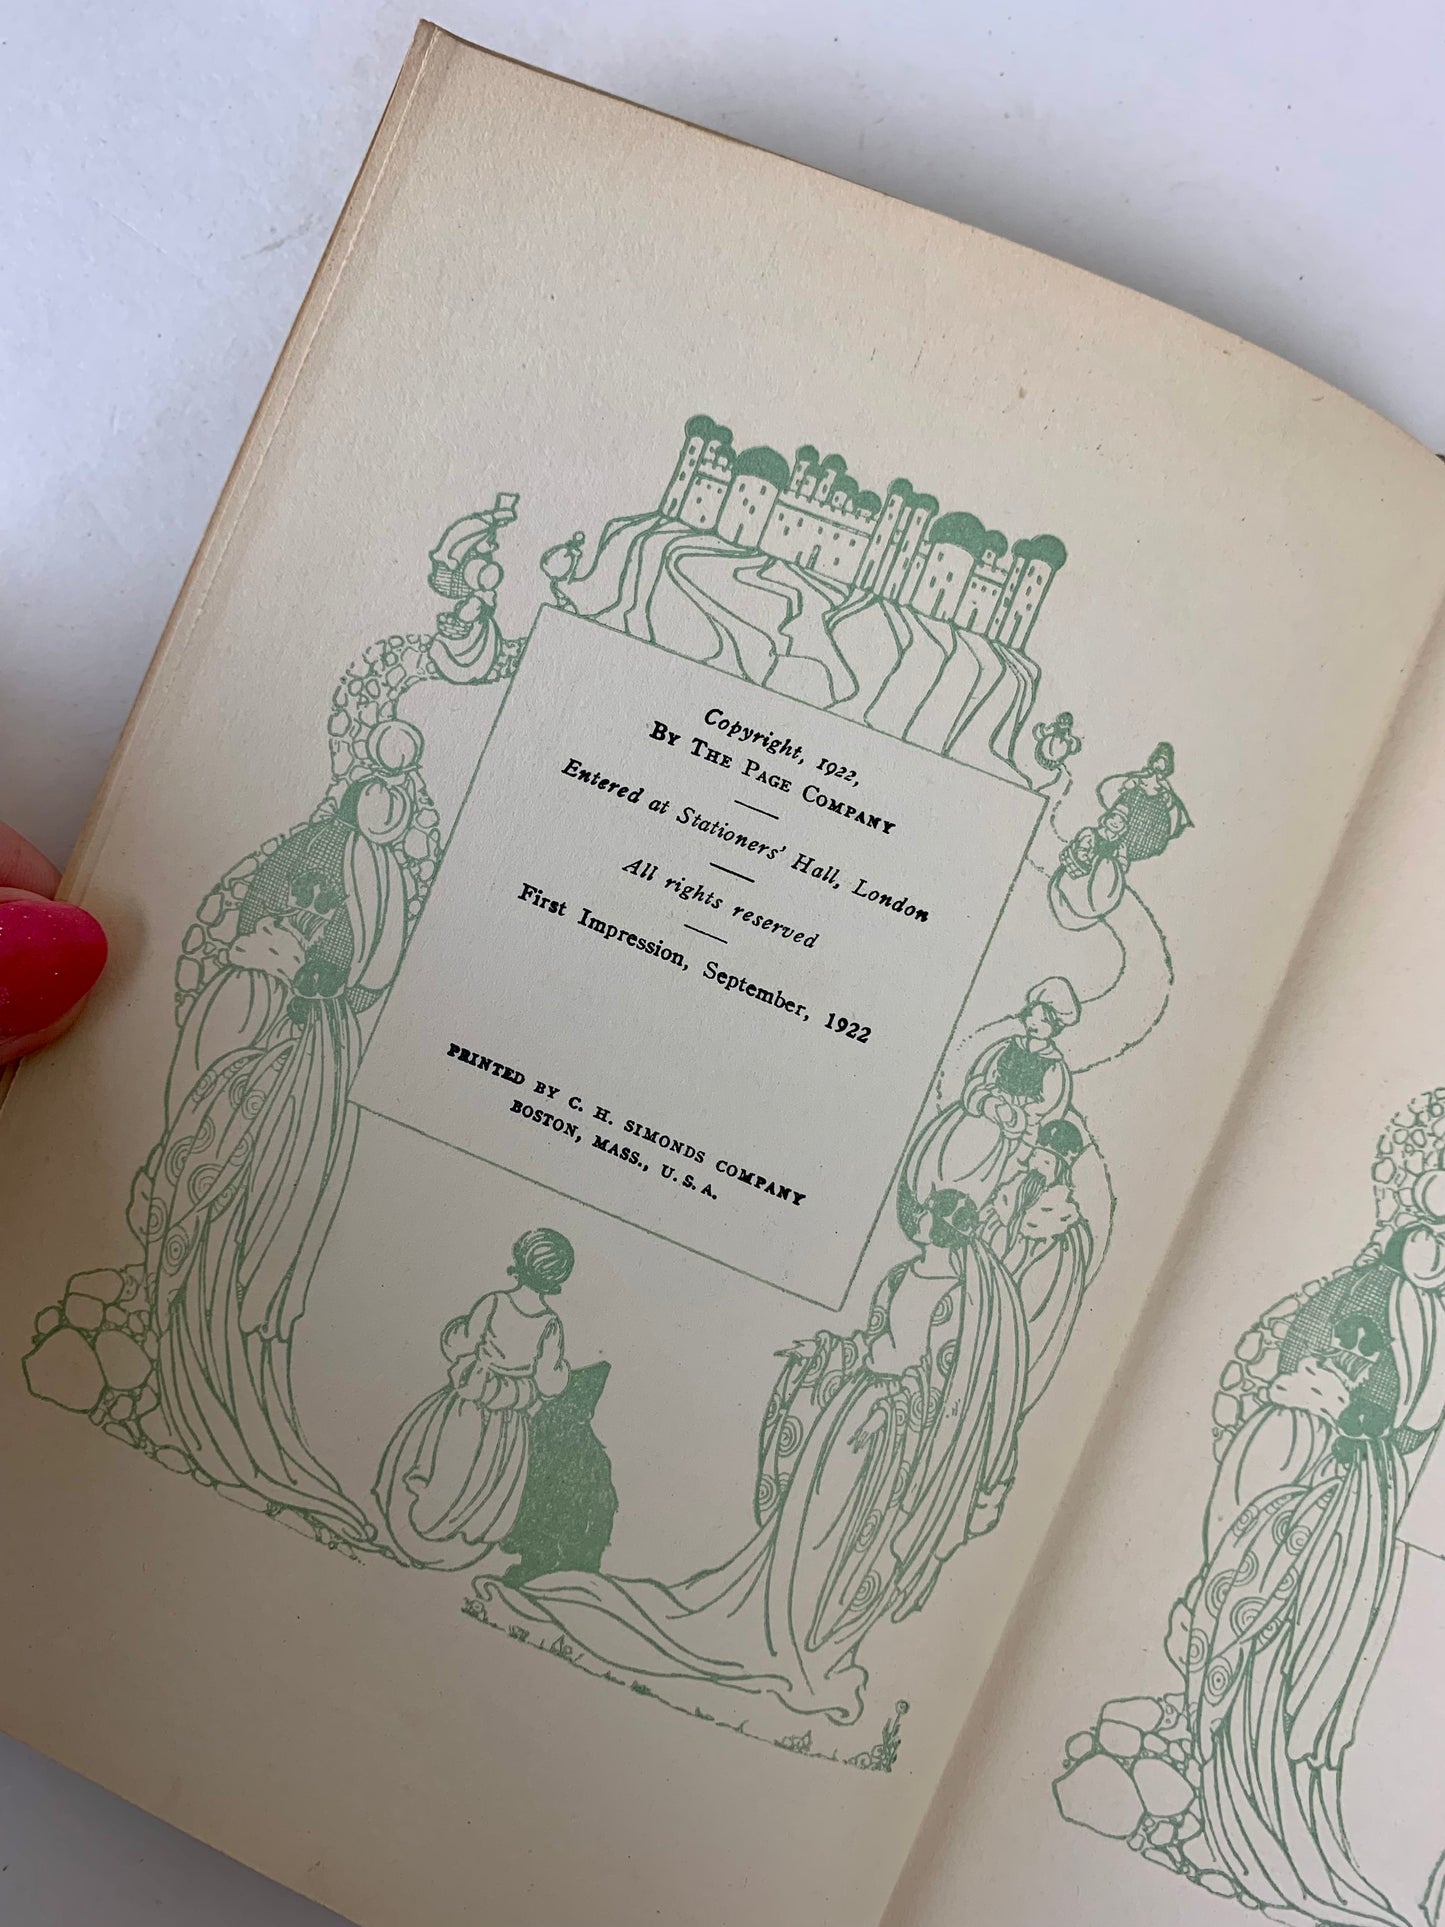 Copyright, 1922,
BY THE PAGE COMPANY
Entered at Stationers' Hall, London
All rights reserved
First Impression, September, 1922
PRINTED BY C. H. SIMONDS COMPANY
BOSTON, MASS., U. S. A.